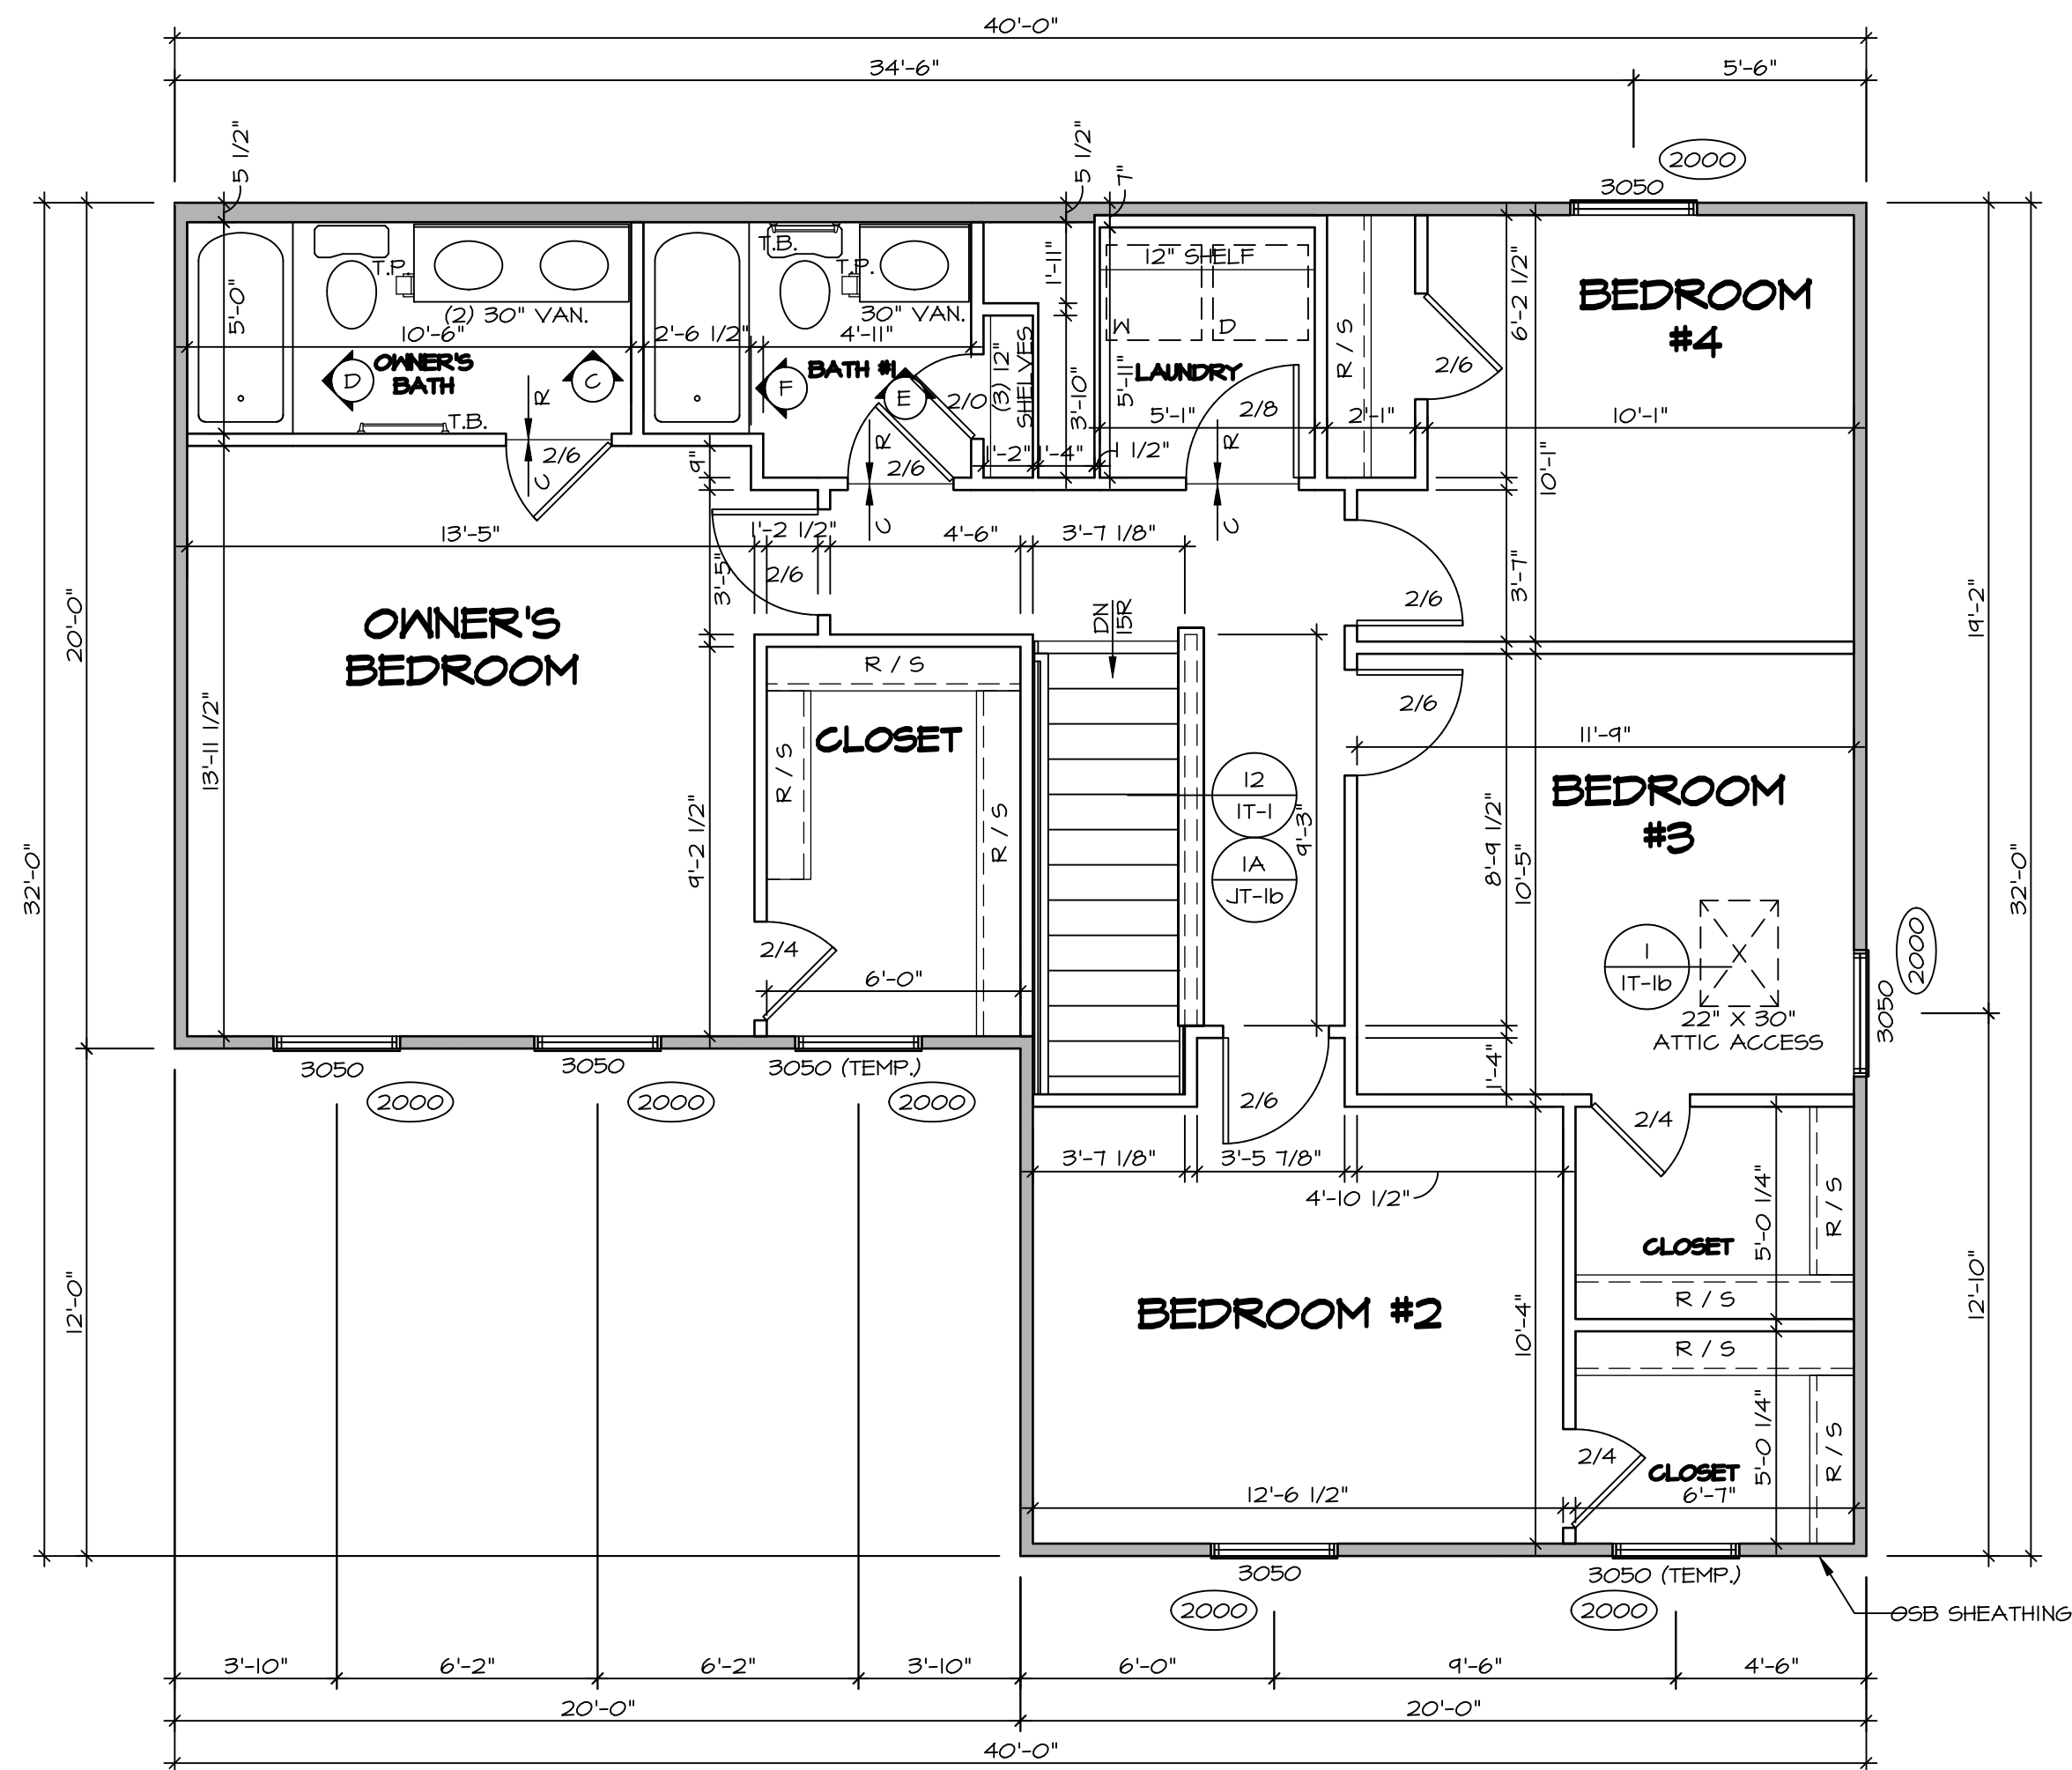 40'-0"
34'-6"
5'-6"
5 1/2"
5 1/2"
7"
2000
3050
T.B.
T.P.
T.P.
12" SHELF
1'-11"
6'-2 1/2"
BEDROOM
#4
5'-0"
(2) 30" VAN.
30" VAN.
10'-6"
2'-6 1/2"
4'-11"
W
D
R / S
OWNER'S
BATH
BATH #1
LAUNDRY
D
C
F
E
2/0
(3) 12"
SHELVES
3'-10"
5'-11"
2/6
T.B.
R
5'-1"
2/8
2'-1"
10'-1"
2/6
C
9"
R
2/6
C
1'-2"
1'-4"
1 1/2"
R
C
10'-1"
13'-5"
1'-2 1/2"
4'-6"
3'-7 1/8"
3'-5"
2/6
3'-7"
2/6
20'-0"
19'-2"
OWNER'S
BEDROOM
DN
15R
R / S
2/6
13'-11 1/2"
CLOSET
R / S
R / S
11'-9"
12
1T-1
9'-3"
BEDROOM
#3
9'-2 1/2"
8'-9 1/2"
10'-5"
32'-0"
32'-0"
1A
JT-1b
2/4
6'-0"
1
1T-1b
X
22" X 30"
ATTIC ACCESS
2000
3050
3050
3050
3050 (TEMP.)
2000
2000
2000
1'-4"
2/6
2/4
3'-7 1/8"
3'-5 7/8"
4'-10 1/2"
5'-0 1/4"
R / S
CLOSET
12'-0"
12'-10"
R / S
BEDROOM #2
10'-4"
R / S
5'-0 1/4"
R / S
2/4
CLOSET
12'-6 1/2"
6'-7"
3050
3050 (TEMP.)
2000
2000
OSB SHEATHING
3'-10"
6'-2"
6'-2"
3'-10"
6'-0"
9'-6"
4'-6"
20'-0"
20'-0"
40'-0"